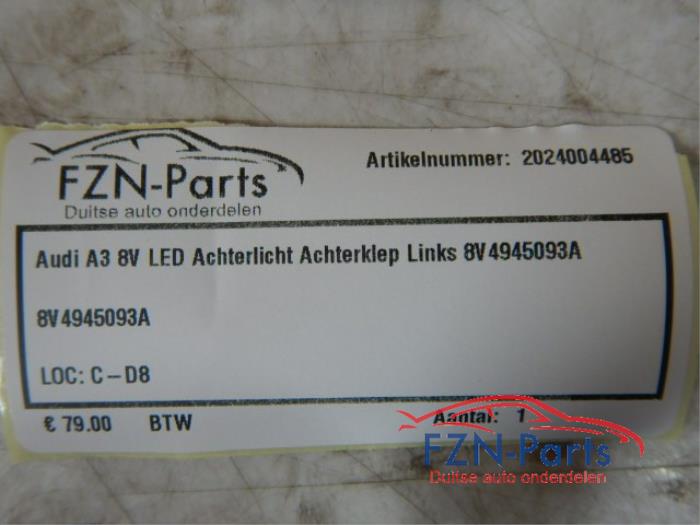 FZN-Parts
Duitse auto onderdelen
Artikelnummer: 2024004485
Audi A3 8V LED Achterlicht Achterklep Links 8V4945093A
8V4945093A
LOC: C-D8
€ 79.00 BTW Aantal: 1
FZN-Parts
Duitse auto onderdelen